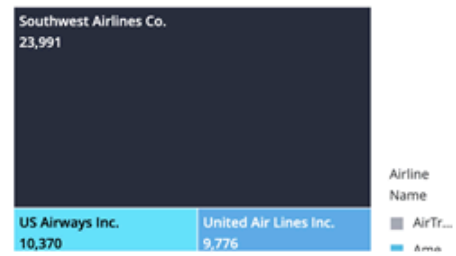 Southwest Airlines Co.
23,991
US Airways Inc.
10,370
United Air Lines Inc.
9,776
Airline
Name
AirTr...
Ame